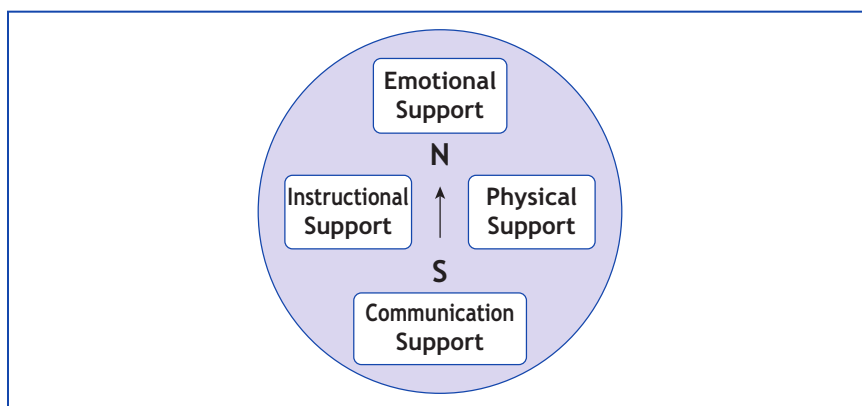 Emotional
Support
N
Instructional
Support
Physical
Support
S
Communication
Support